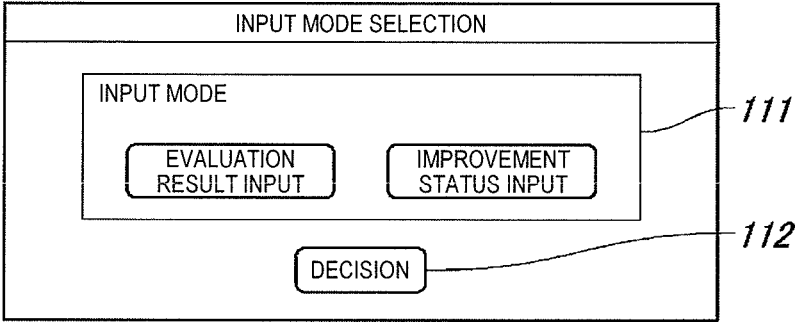 INPUT MODE SELECTION
INPUT MODE
111
EVALUATION
RESULT INPUT
IMPROVEMENT
STATUS INPUT
112
DECISION